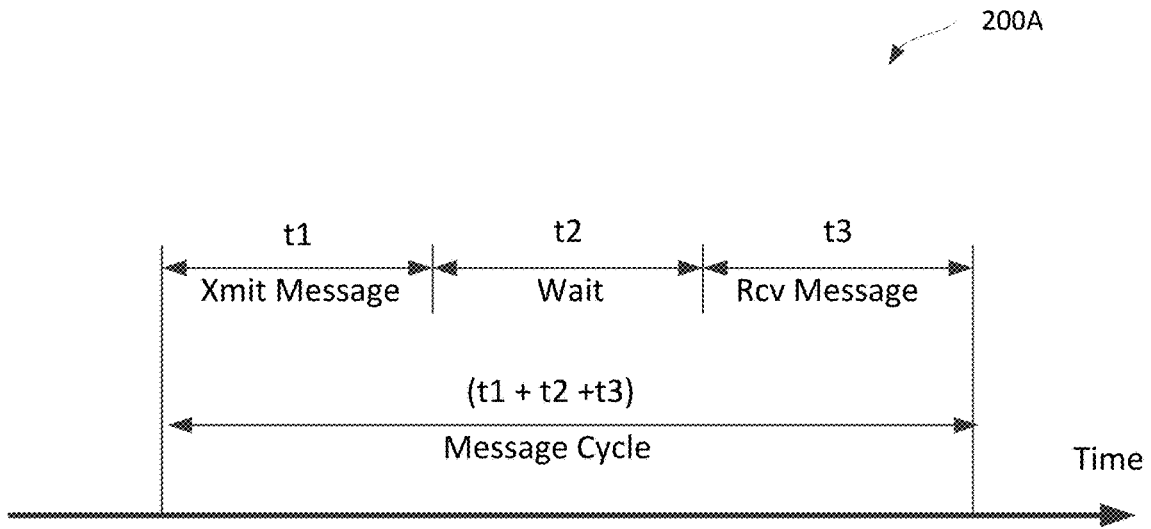 200A
t1
t2
t3
Xmit Message
Wait
Rcv Message
(t1 + t2 +t3)
Message Cycle
Time